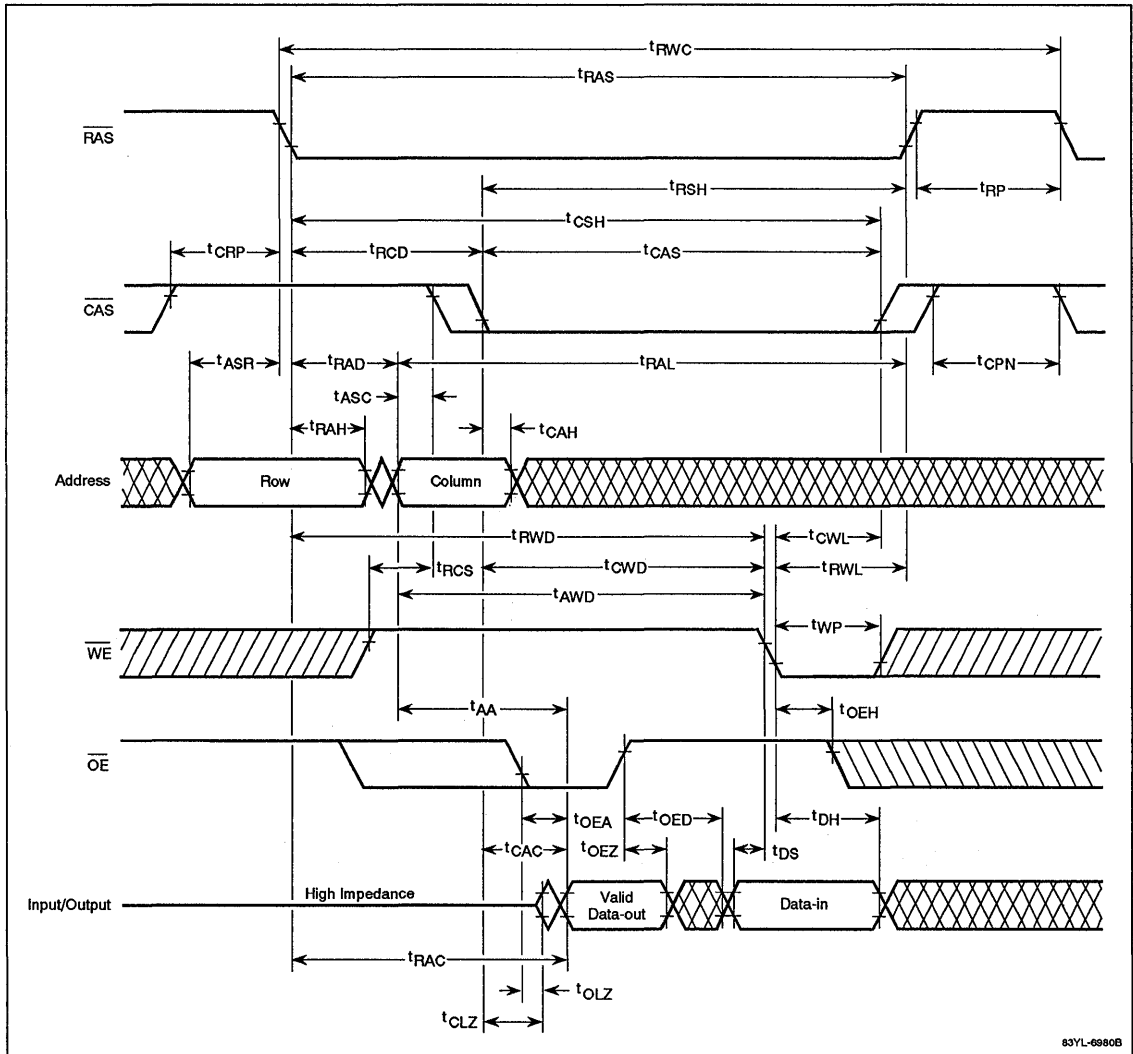 tRWC
tRAS
RAS
tRSH
tRP
tCSH
tCRP
tRCD
tCAS
CAS
tASR
tRAD
tRAL
tCPN
tASC
tRAH
tCAH
Address
Row
Column
tRWD
tCWL
tRCS
tCWD
tRWL
tAWD
tWP
WE
tAA
tOEH
OE
tOEA
tOED
tDH
tCAC
tOEZ
tDS
High Impedance
Input/Output
Valid
Data-out
Data-in
tRAC
tOLZ
tCLZ
83YL-6980B